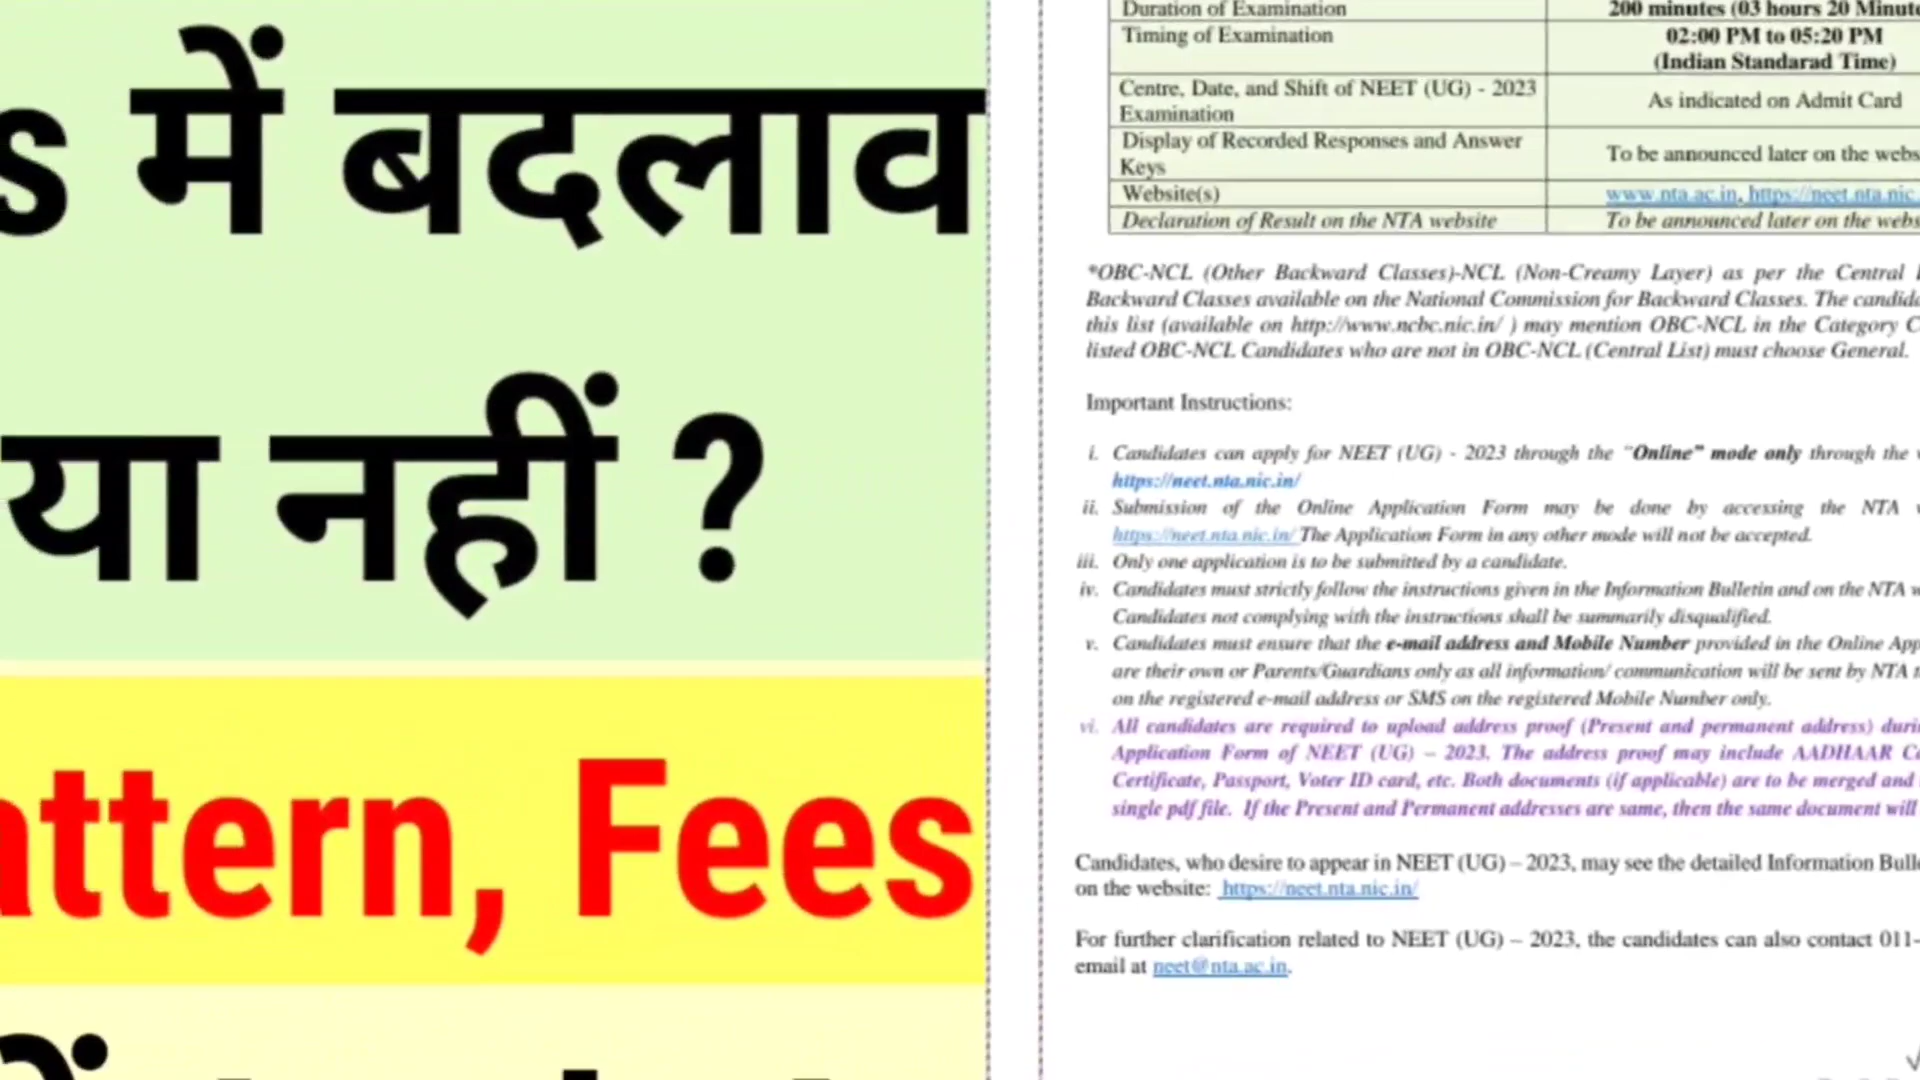 s में बदलाव
या नहीं ?
attern, Fees
Duration of Examination
200 minutes (03 hours 20 Minute
Timing of Examination
02:00 PM to 05:20 PM
(Indian Standarad Time)
Centre, Date, and Shift of NEET (UG) - 2023
Examination
As indicated on Admit Card
Display of Recorded Responses and Answer
Keys
To be announced later on the webs
Website(s)
www.nta.ac.in, https://neet.nta.nic.
Declaration of Result on the NTA website
To be announced later on the webs
*OBC-NCL (Other Backward Classes)-NCL (Non-Creamy Layer) as per the Central
Backward Classes available on the National Commission for Backward Classes. The candida
this list (available on http://www.ncbc.nic.in/ ) may mention OBC-NCL in the Category C
listed OBC-NCL Candidates who are not in OBC-NCL (Central List) must choose General.
Important Instructions:
i. Candidates can apply for NEET (UG) - 2023 through the "Online" mode only through the
https://neet.nta.nic.in/
ii. Submission of the Online Application Form may be done by accessing the NTA
https://neet.nta.nic.in/ The Application Form in any other mode will not be accepted.
iii. Only one application is to be submitted by a candidate.
iv. Candidates must strictly follow the instructions given in the Information Bulletin and on the NTA w
Candidates not complying with the instructions shall be summarily disqualified.
v. Candidates must ensure that the e-mail address and Mobile Number provided in the Online App
are their own or Parents/Guardians only as all information/ communication will be sent by NTA
on the registered e-mail address or SMS on the registered Mobile Number only.
vi. All candidates are required to upload address proof (Present and permanent address) duri
Application Form of NEET (UG) – 2023. The address proof may include AADHAAR C
Certificate, Passport, Voter ID card, etc. Both documents (if applicable) are to be merged and
single pdf file. If the Present and Permanent addresses are same, then the same document will
Candidates, who desire to appear in NEET (UG) – 2023, may see the detailed Information Bull
on the website: https://neet.nta.nic.in/
For further clarification related to NEET (UG) – 2023, the candidates can also contact 011-
email at neet@nta.ac.in.